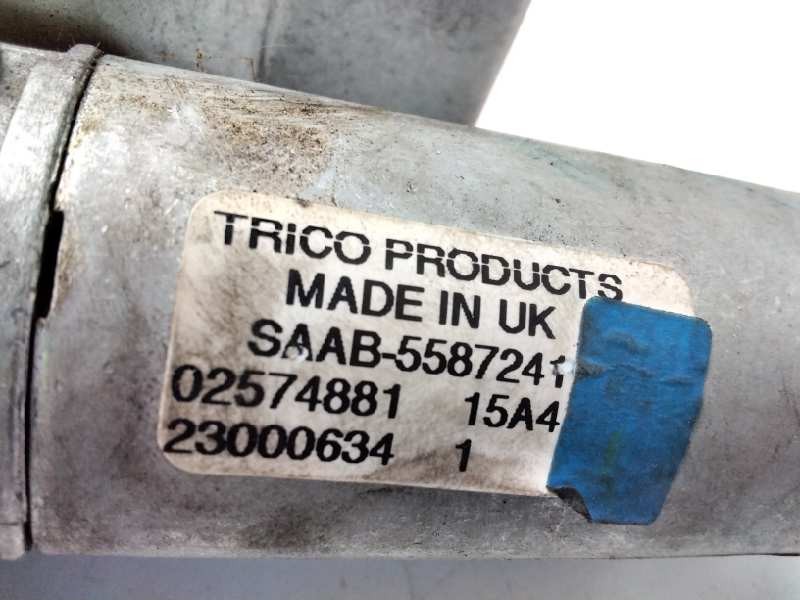 TRICO PRODUCTS
MADE IN UK
SAAB-5587241
02574881 15A4
23000634 1